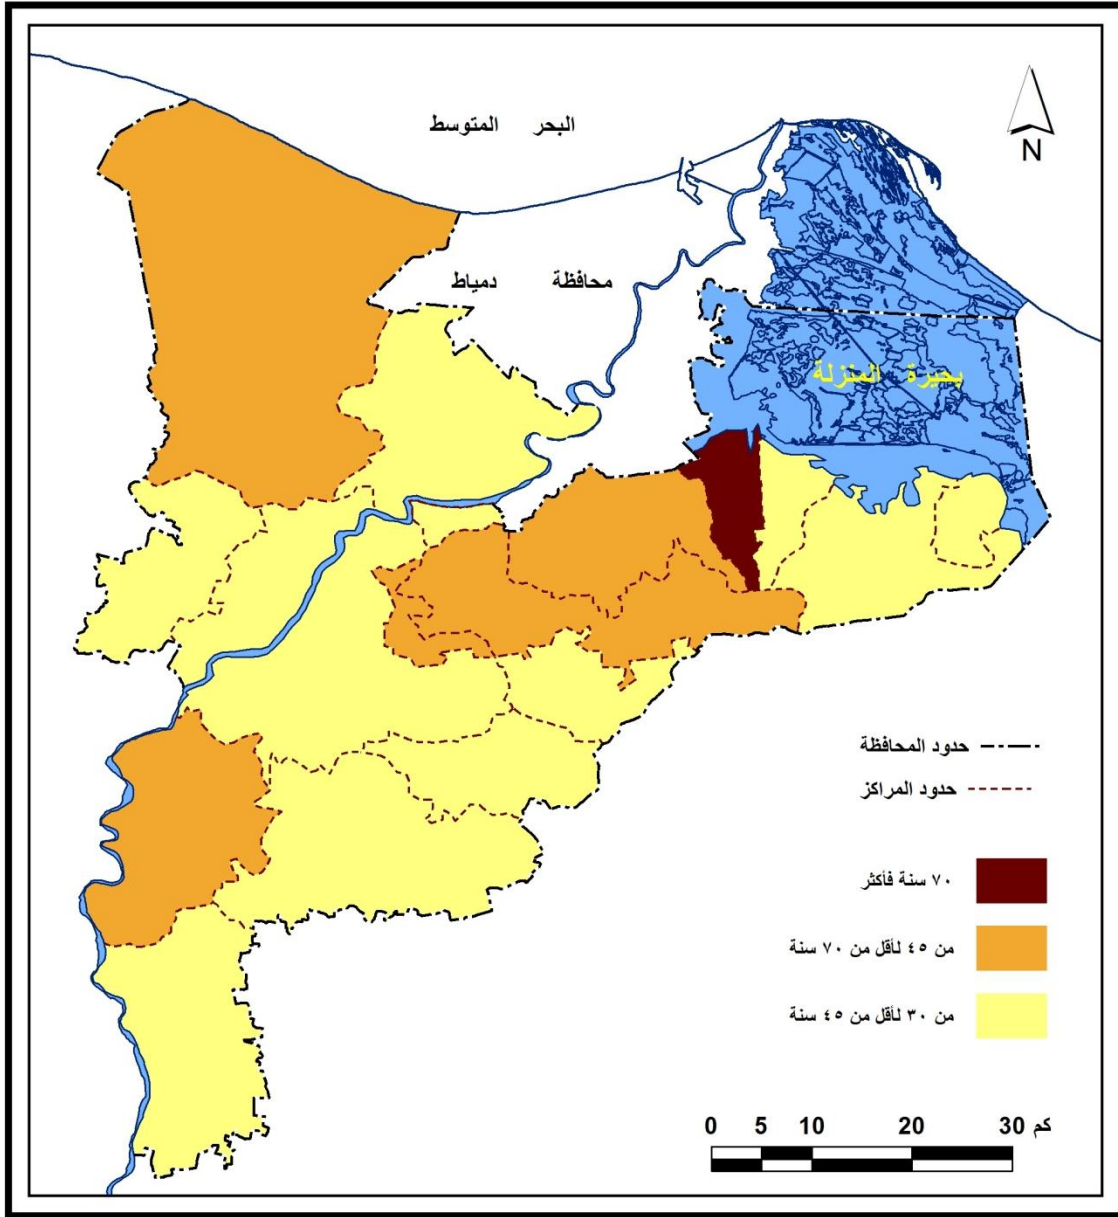 البحر المتوسط
N
محافظة دمياط
بحيرة المنزلة
حدود المحافظة
حدود المراكز
٧٠ سنة فأكثر
من ٤٥ لأقل من ٧٠ سنة
من ٣٠ لأقل من ٤٥ سنة
0 5 10 20 30 كم